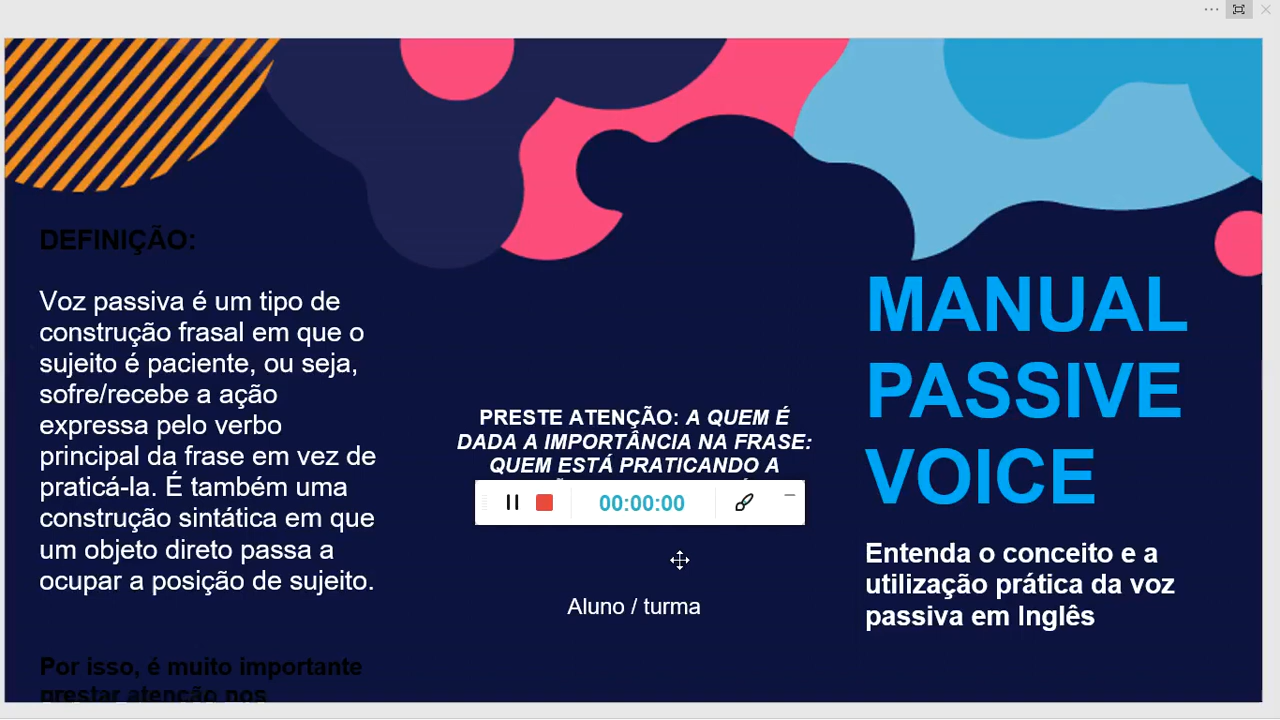 DEFINIÇÃO:
Voz passiva é um tipo de
construção frasal em que o
sujeito é paciente, ou seja,
sofre/recebe a ação
expressa pelo verbo
principal da frase em vez de
praticá-la. É também uma
construção sintática em que
um objeto direto passa a
ocupar a posição de sujeito.
Por isso, é muito importante
prestar atenção nos
PRESTE ATENÇÃO: A QUEM É
DADA A IMPORTÂNCIA NA FRASE:
QUEM ESTÁ PRATICANDO A
00:00:00
Aluno / turma
MANUAL
PASSIVE
VOICE
Entenda o conceito e a
utilização prática da voz
passiva em Inglês